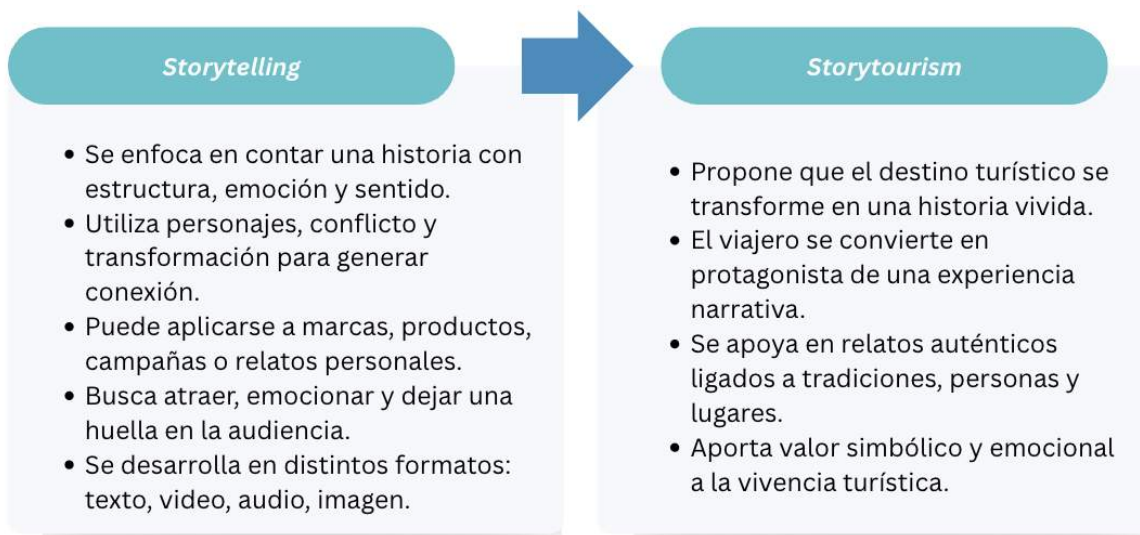 Storytelling
• Se enfoca en contar una historia con
estructura, emoción y sentido.
• Utiliza personajes, conflicto y
transformación para generar
conexión.
• Puede aplicarse a marcas, productos,
campañas o relatos personales.
• Busca atraer, emocionar y dejar una
huella en la audiencia.
• Se desarrolla en distintos formatos:
texto, video, audio, imagen.
Storytourism
• Propone que el destino turístico se
transforme en una historia vivida.
• El viajero se convierte en
protagonista de una experiencia
narrativa.
• Se apoya en relatos auténticos
ligados a tradiciones, personas y
lugares.
• Aporta valor simbólico y emocional
a la vivencia turística.